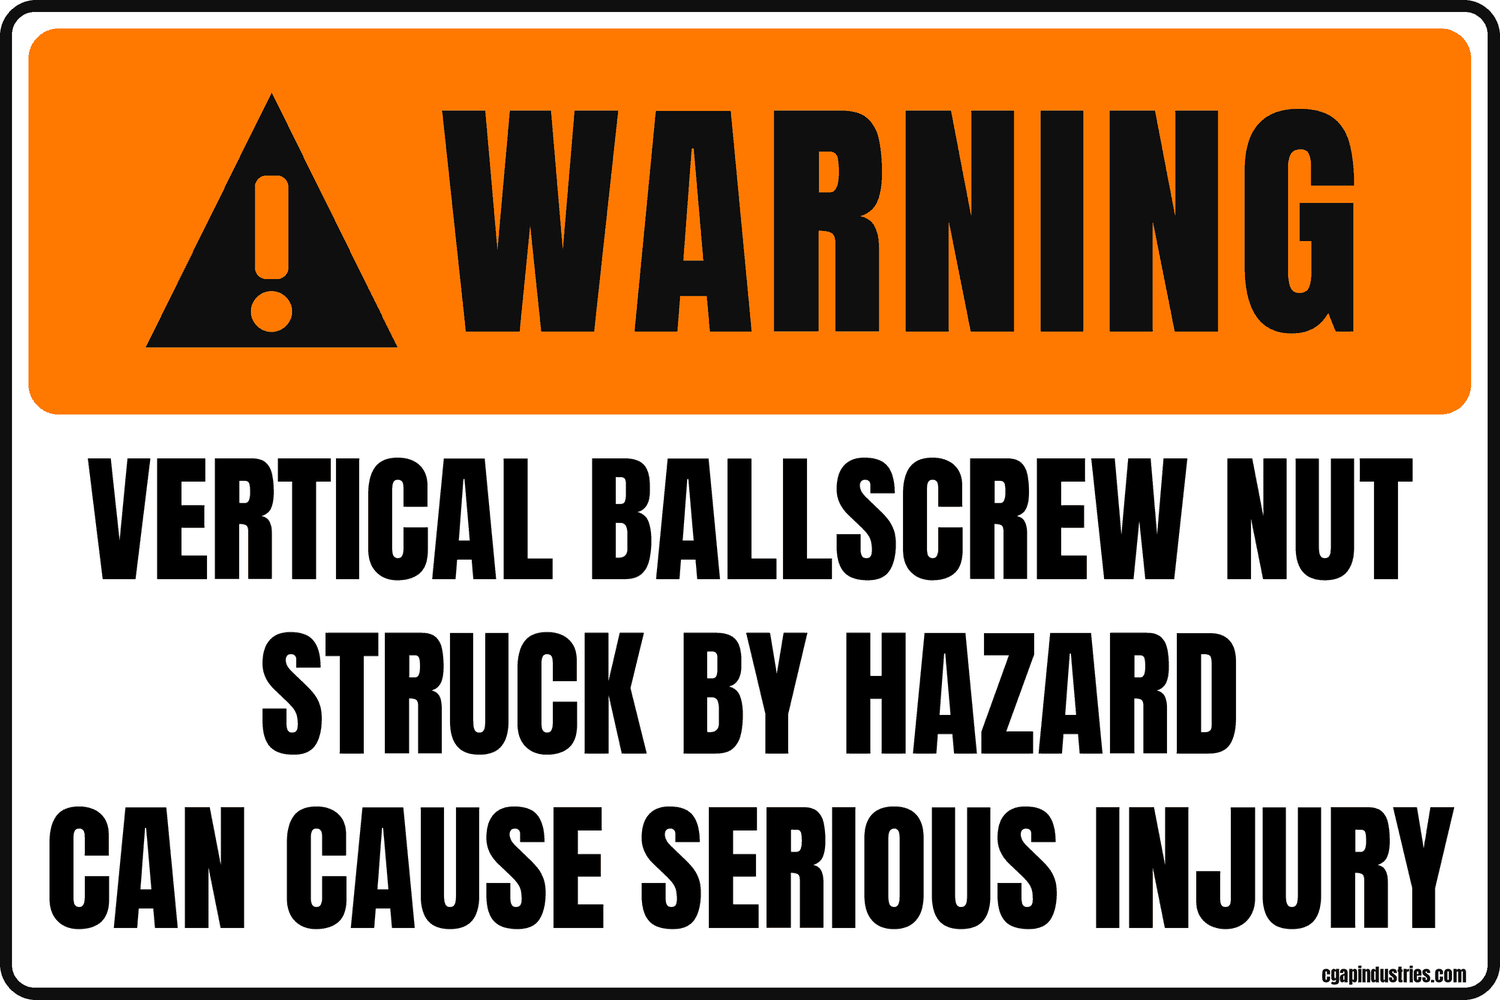 WARNING
VERTICAL BALLSCREW NUT
STRUCK BY HAZARD
CAN CAUSE SERIOUS INJURY
cgapindustries.com